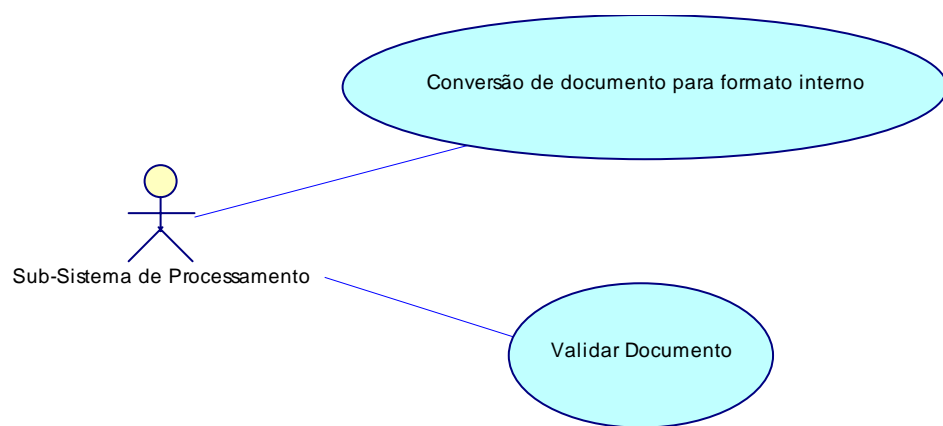 Conversão de documento para formato interno
Sub-Sistema de Processamento
Validar Documento